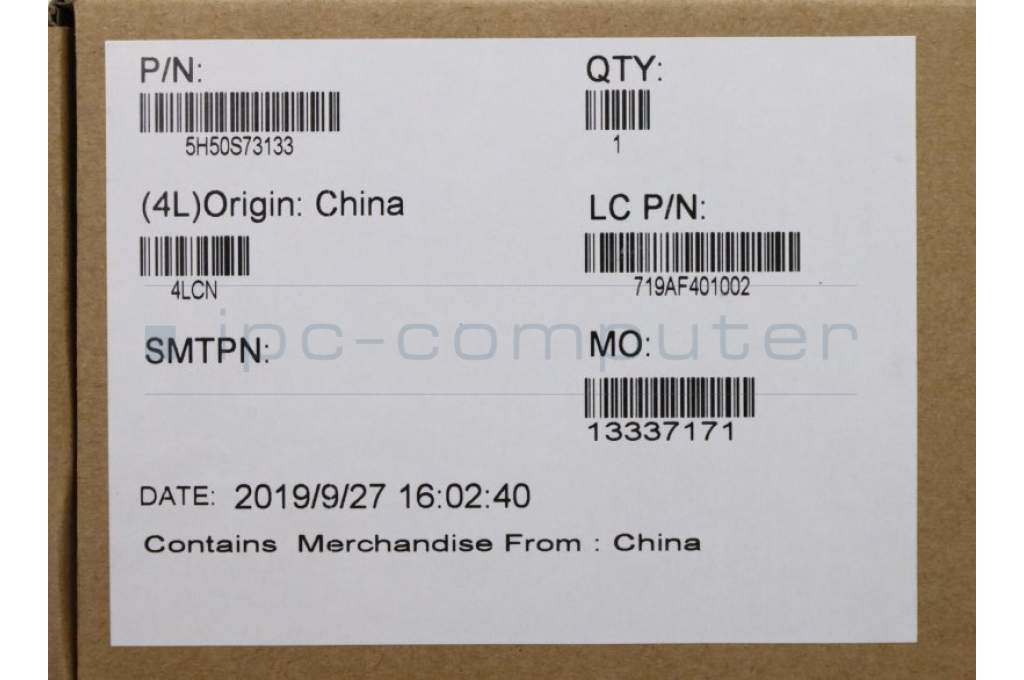 P/N:
QTY:
5H50S73133
1
(4L)Origin: China
LC P/N:
4LCN
719AF401002
ipc-computer
SMTPN:
MO:
13337171
DATE: 2019/9/27 16:02:40
Contains Merchandise From : China